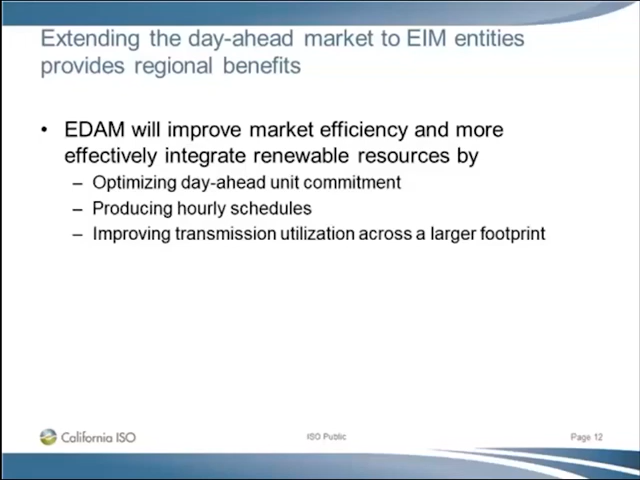 Extending the day-ahead market to EIM entities
provides regional benefits
• EDAM will improve market efficiency and more
effectively integrate renewable resources by
– Optimizing day-ahead unit commitment
– Producing hourly schedules
– Improving transmission utilization across a larger footprint
California ISO
ISO Public
Page 12